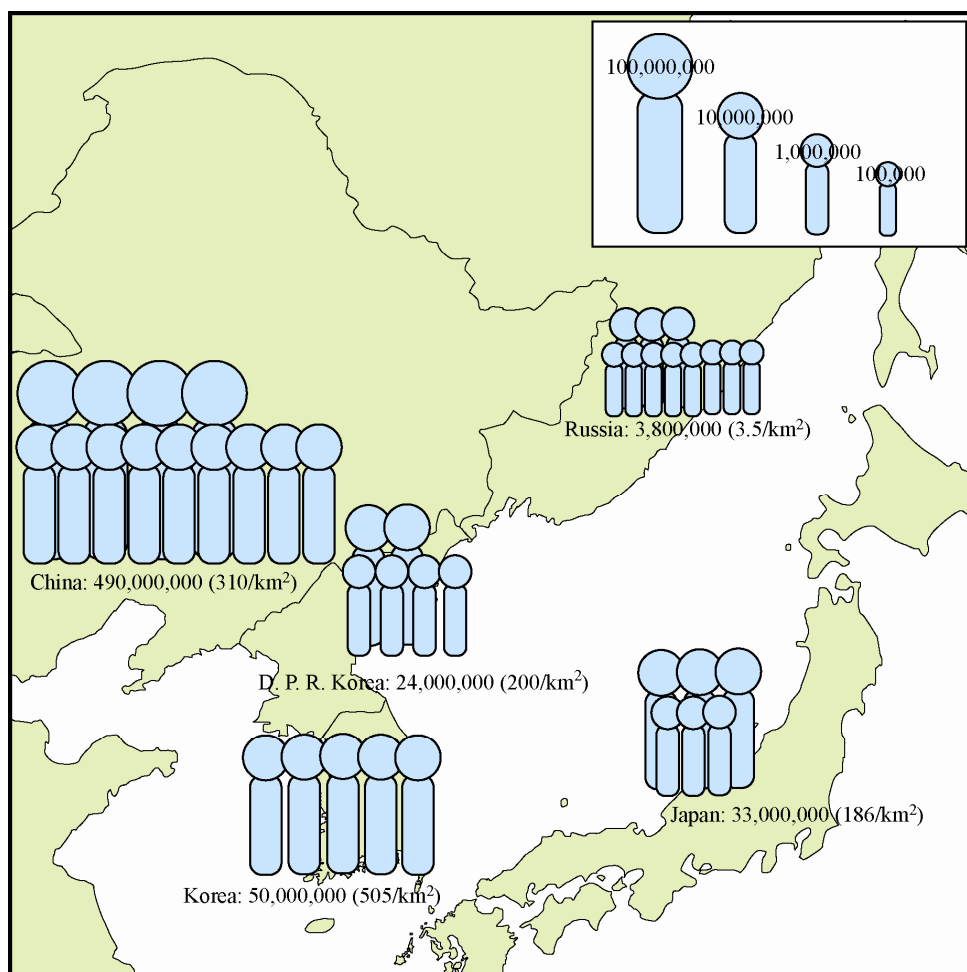 100,000,000
10,000,000
1,000,000
100,000
Russia: 3,800,000 (3.5/km²)
China: 490,000,000 (310/km²)
D. P. R. Korea: 24,000,000 (200/km²)
Japan: 33,000,000 (186/km²)
Korea: 50,000,000 (505/km²)